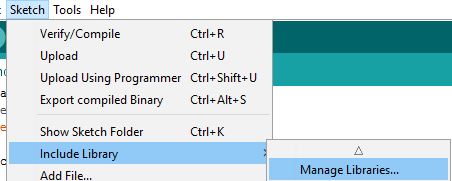 Sketch Tools
Verify/Compile Ctrl+R
Upload Ctrl+U
Upload Using Programmer Ctrl+Shift+U
Export compiled Binary Ctrl+Alt+S
Show Sketch Folder Ctrl+K
Include Library
Manage Libraries...
Add File...